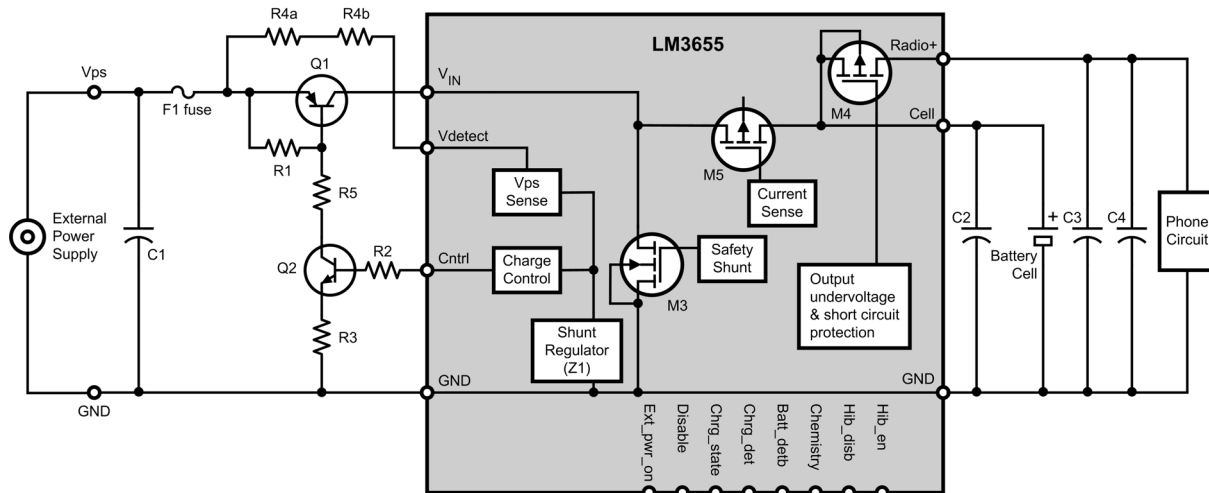 R4a
R4b
LM3655
Radio+
Vps
Q1
VIN
F1 fuse
M4
Cell
Vdetect
R1
M5
Vps
Sense
Current
Sense
R5
External
Power
Supply
C1
C2
+
C3
C4
Phone
Circuit
Battery
Cell
Q2
R2
Cntrl
Charge
Control
Safety
Shunt
M3
Output
undervoltage
& short circuit
protection
R3
Shunt
Regulator
(Z1)
GND
GND
GND
Ext_pwr_on
Disable
Chrg_state
Chrg_det
Batt_detb
Chemistry
Hib_disb
Hib_en